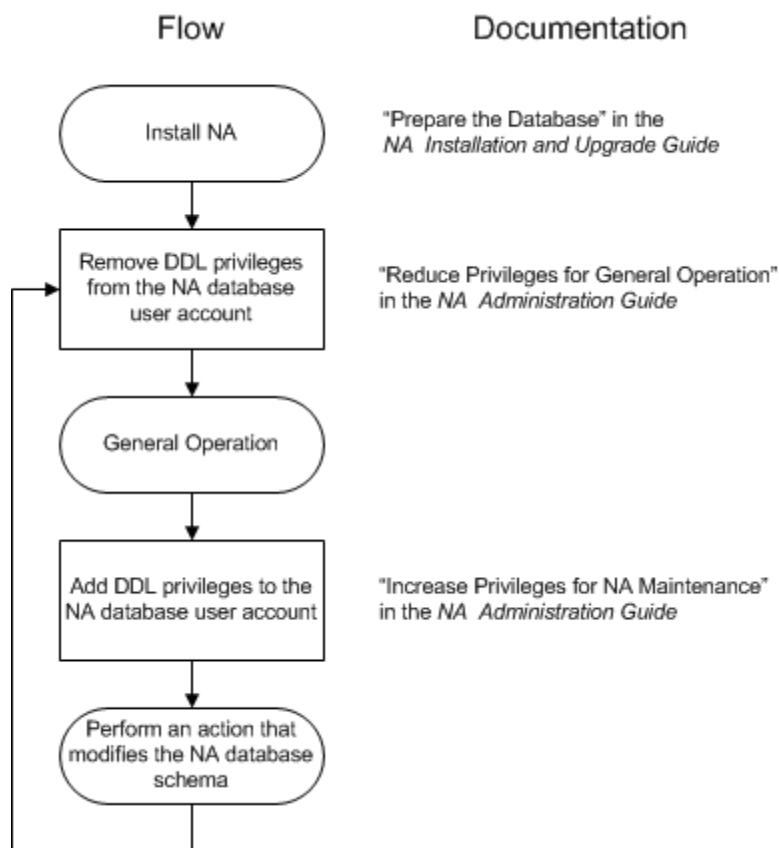 Flow
Documentation
Install NA
“Prepare the Database” in the
NA Installation and Upgrade Guide
Remove DDL privileges
from the NA database
user account
“Reduce Privileges for General Operation”
in the NA Administration Guide
General Operation
Add DDL privileges to the
NA database user account
“Increase Privileges for NA Maintenance”
in the NA Administration Guide
Perform an action that
modifies the NA database
schema